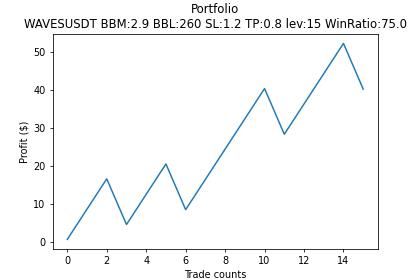 Portfolio
WAVESUSDT BBM:2.9 BBL:260 SL:1.2 TP:0.8 lev:15 WinRatio:75.0
Profit ($)
50
40
30
20
10
0
0 2 4 6 8 10 12 14
Trade counts